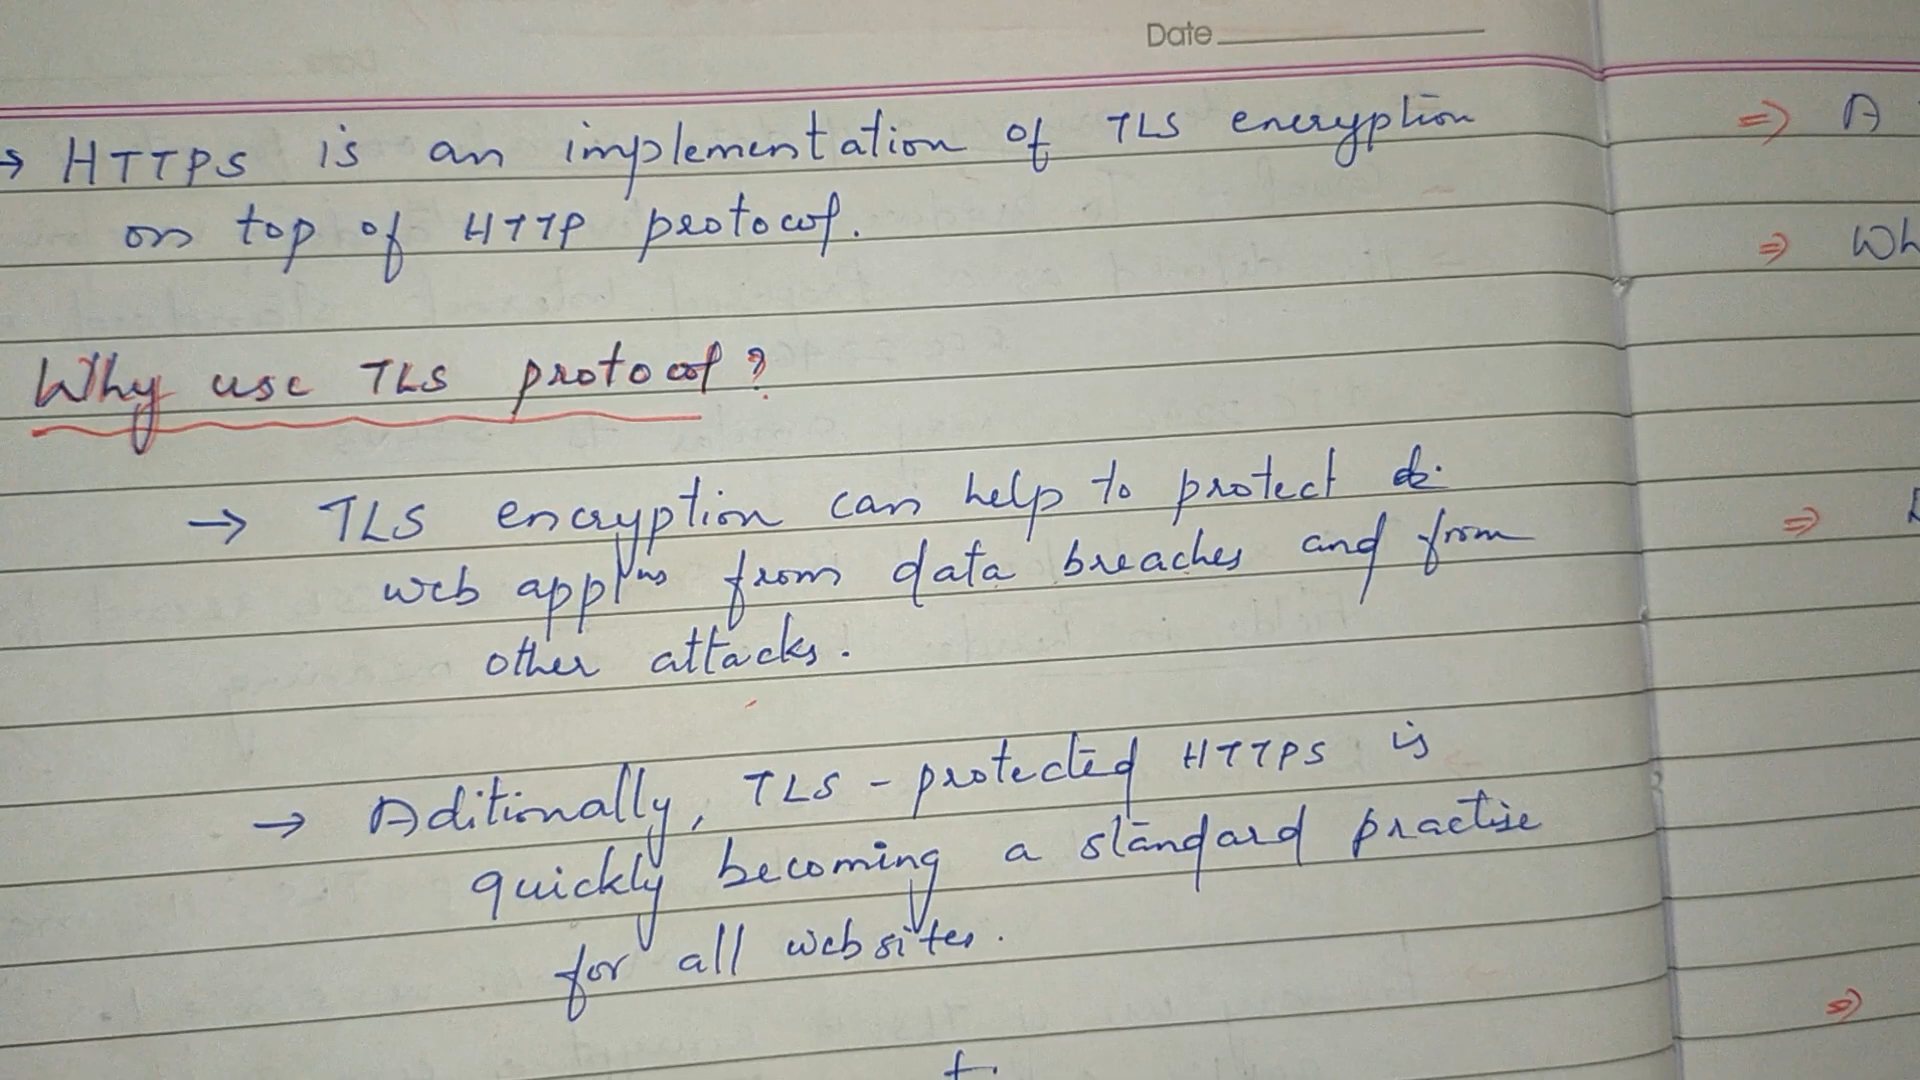 Date
→ HTTPS is an implementation of TLS encryption
on top of HTTP protocol.
Why use TLS protocol?
→ TLS encryption can help to protect
web applns from data breaches and from
other attacks.
→ Aditionally, TLS-protected HTTPS is
quickly becoming a standard practise
for all websites.
⇒ A
⇒ Wh
⇒
⇒